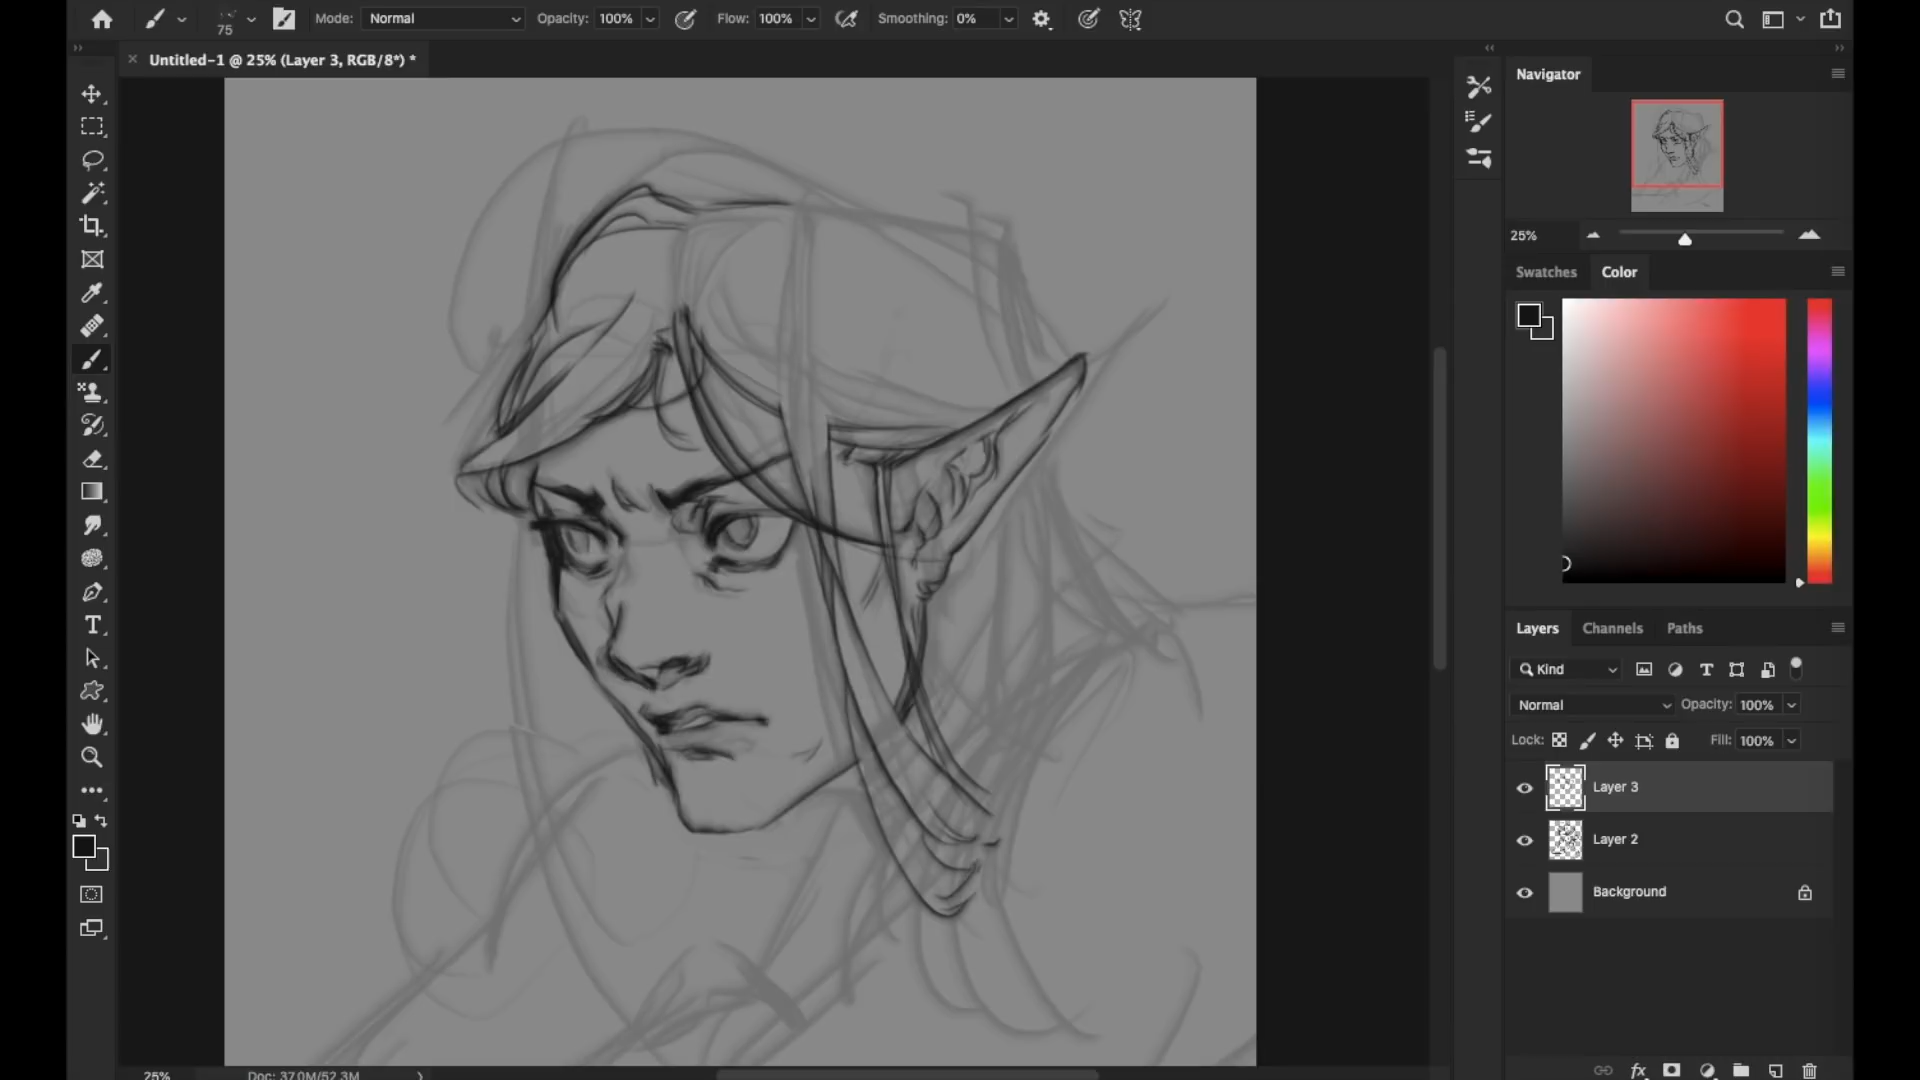 75
Mode: Normal
Opacity: 100%
Flow: 100%
Smoothing: 0%
Untitled-1 @ 25% (Layer 3, RGB/8*) *
Navigator
25%
Swatches
Color
Layers
Channels
Paths
Kind
Normal
Opacity: 100%
Lock:
Fill: 100%
Layer 3
Layer 2
Background
25%
Doc: 37.0M/52.3M